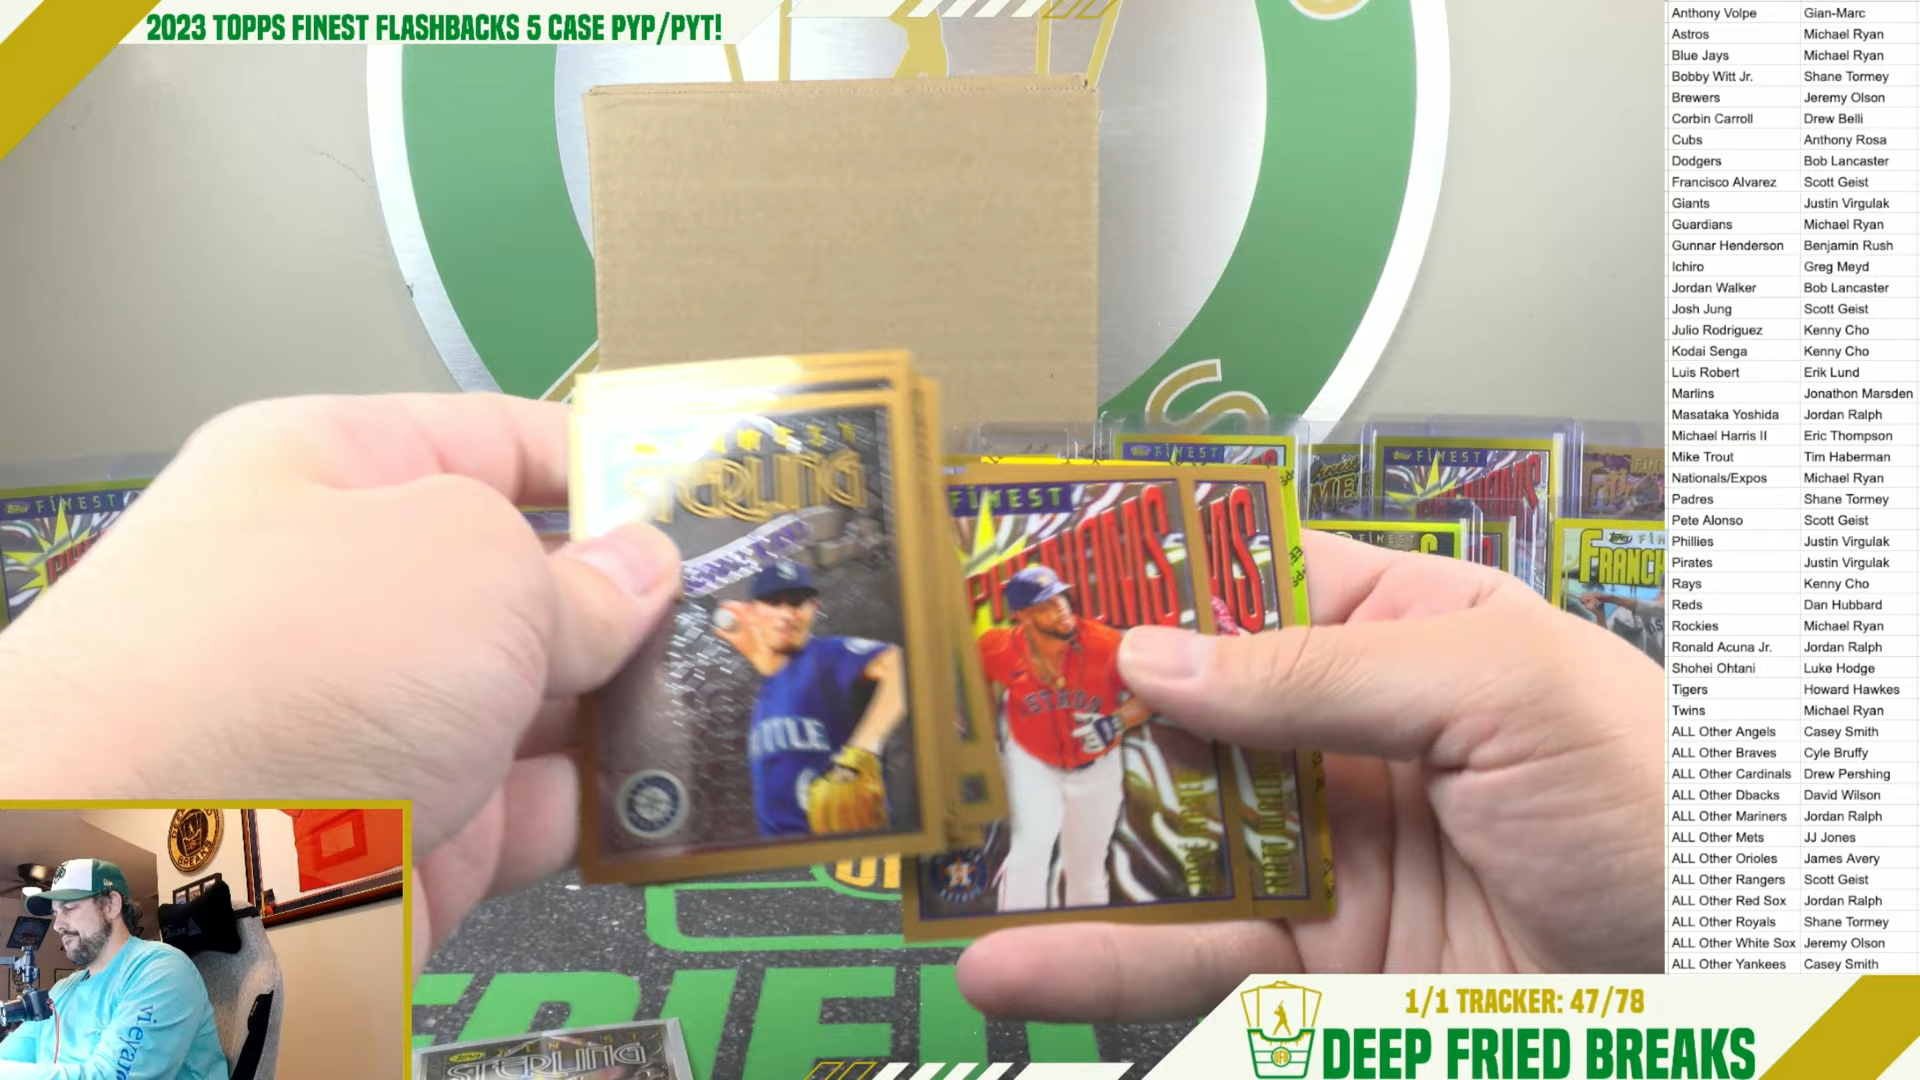 2023 TOPPS FINEST FLASHBACKS 5 CASE PYP/PYT!
Anthony Volpe Gian-Marc
Astros Michael Ryan
Blue Jays Michael Ryan
Bobby Witt Jr. Shane Tormey
Brewers Jeremy Olson
Corbin Carroll Drew Belli
Cubs Anthony Rosa
Dodgers Bob Lancaster
Francisco Alvarez Scott Geist
Giants Justin Virgulak
Guardians Michael Ryan
Gunnar Henderson Benjamin Rush
Ichiro Greg Meyd
Jordan Walker Bob Lancaster
Josh Jung Scott Geist
Julio Rodriguez Kenny Cho
Kodai Senga Kenny Cho
Luis Robert Erik Lund
Marlins Jonathon Marsden
Masataka Yoshida Jordan Ralph
Michael Harris II Eric Thompson
Mike Trout Tim Haberman
Nationals/Expos Michael Ryan
Padres Shane Tormey
Pete Alonso Scott Geist
Phillies Justin Virgulak
Pirates Justin Virgulak
Rays Kenny Cho
Reds Dan Hubbard
Rockies Michael Ryan
Ronald Acuna Jr. Jordan Ralph
Shohei Ohtani Luke Hodge
Tigers Howard Hawkes
Twins Michael Ryan
ALL Other Angels Casey Smith
ALL Other Braves Cyle Bruffy
ALL Other Cardinals Drew Pershing
ALL Other Dbacks David Wilson
ALL Other Mariners Jordan Ralph
ALL Other Mets JJ Jones
ALL Other Orioles James Avery
ALL Other Rangers Scott Geist
ALL Other Red Sox Jordan Ralph
ALL Other Royals Shane Tormey
ALL Other White Sox Jeremy Olson
ALL Other Yankees Casey Smith
STERLING
FINEST
PHENOMS
FINEST
FINEST
FINEST
STERLING
1/1 TRACKER: 47/78
DEEP FRIED BREAKS